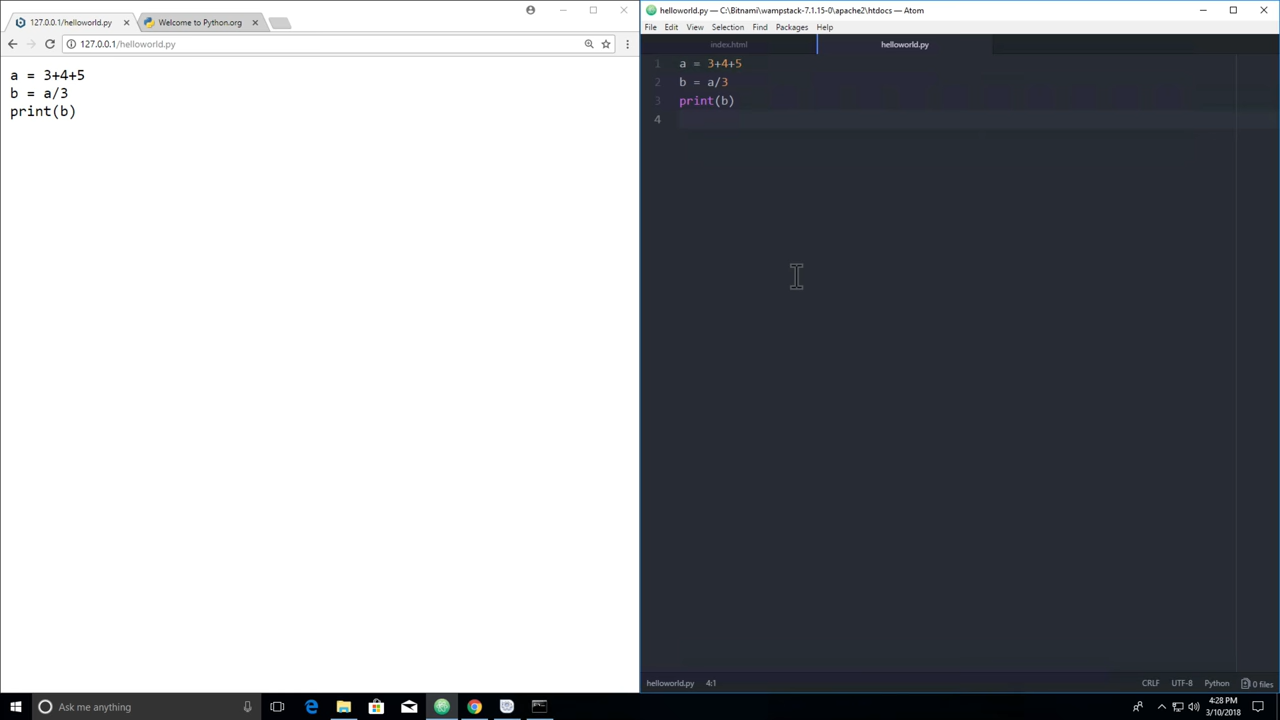 127.0.0.1/helloworld.py
Welcome to Python.org
127.0.0.1/helloworld.py
a = 3+4+5
b = a/3
print(b)
helloworld.py — C:\Bitnami\wampstack-7.1.15-0\apache2\htdocs — Atom
File Edit View Selection Find Packages Help
index.html
helloworld.py
1 a = 3+4+5
2 b = a/3
3 print(b)
4
helloworld.py 4:1
CRLF UTF-8 Python 0 files
Ask me anything
4:28 PM
3/10/2018